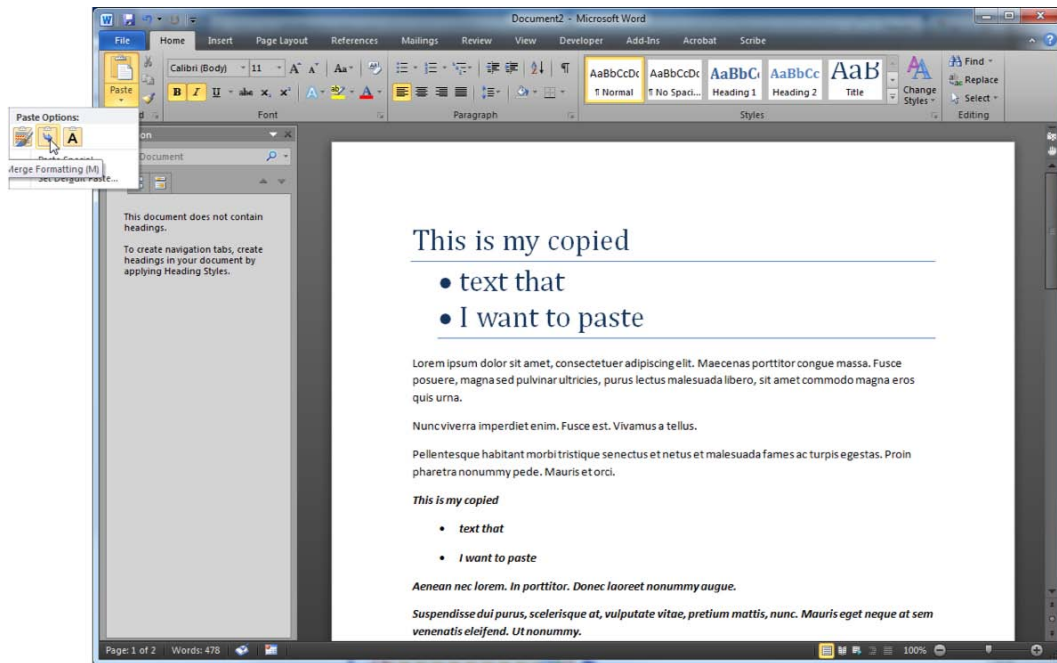 Document2 - Microsoft Word
File Home Insert Page Layout References Mailings Review View Developer Add-Ins Acrobat Scribe
Paste
Calibri (Body) 11 A A Aa
B I U abc x, x² A ab A
AaBbCcDc ¶ Normal
AaBbCcDc ¶ No Spaci...
AaBbC Heading 1
AaBbCc Heading 2
AaB Title
Change Styles
Find
Replace
Select
Font Paragraph Styles Editing
Paste Options:
Merge Formatting (M)
Set Default Paste...
Document
This document does not contain
headings.
To create navigation tabs, create
headings in your document by
applying Heading Styles.
This is my copied
• text that
• I want to paste
Lorem ipsum dolor sit amet, consectetuer adipiscing elit. Maecenas porttitor congue massa. Fusce
posuere, magna sed pulvinar ultricies, purus lectus malesuada libero, sit amet commodo magna eros
quis urna.
Nunc viverra imperdiet enim. Fusce est. Vivamus a tellus.
Pellentesque habitant morbi tristique senectus et netus et malesuada fames ac turpis egestas. Proin
pharetra nonummy pede. Mauris et orci.
This is my copied
• text that
• I want to paste
Aenean nec lorem. In porttitor. Donec laoreet nonummy augue.
Suspendisse dui purus, scelerisque at, vulputate vitae, pretium mattis, nunc. Mauris eget neque at sem
venenatis eleifend. Ut nonummy.
Page: 1 of 2 Words: 478 100%